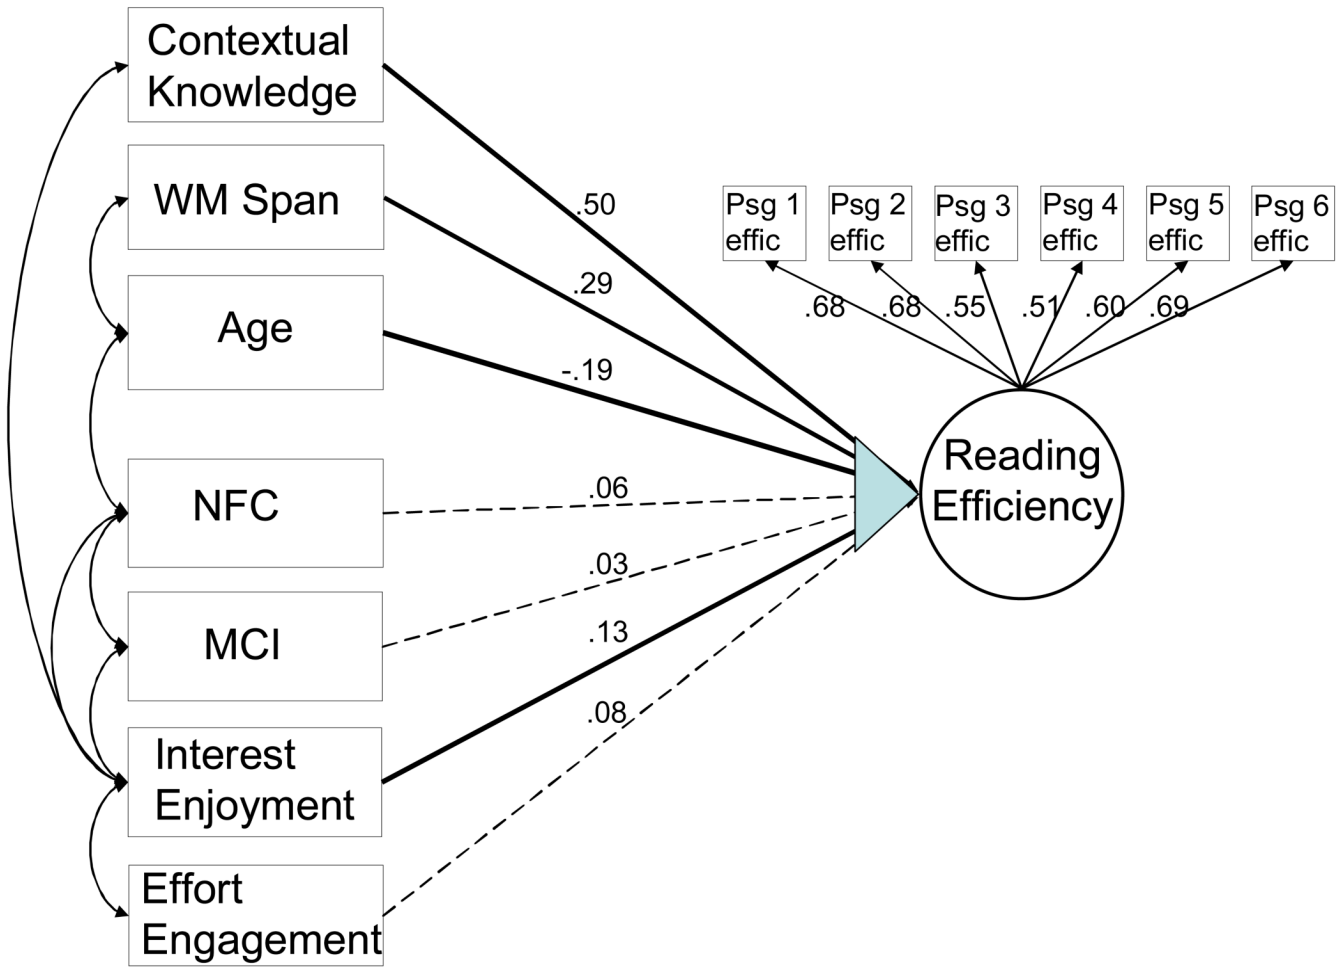 Contextual
Knowledge
WM Span
Age
NFC
MCI
Interest
Enjoyment
Effort
Engagement
.50
.29
-.19
.06
.03
.13
.08
Psg 1
effic
Psg 2
effic
Psg 3
effic
Psg 4
effic
Psg 5
effic
Psg 6
effic
.68
.68
.55
.51
.60
.69
Reading
Efficiency